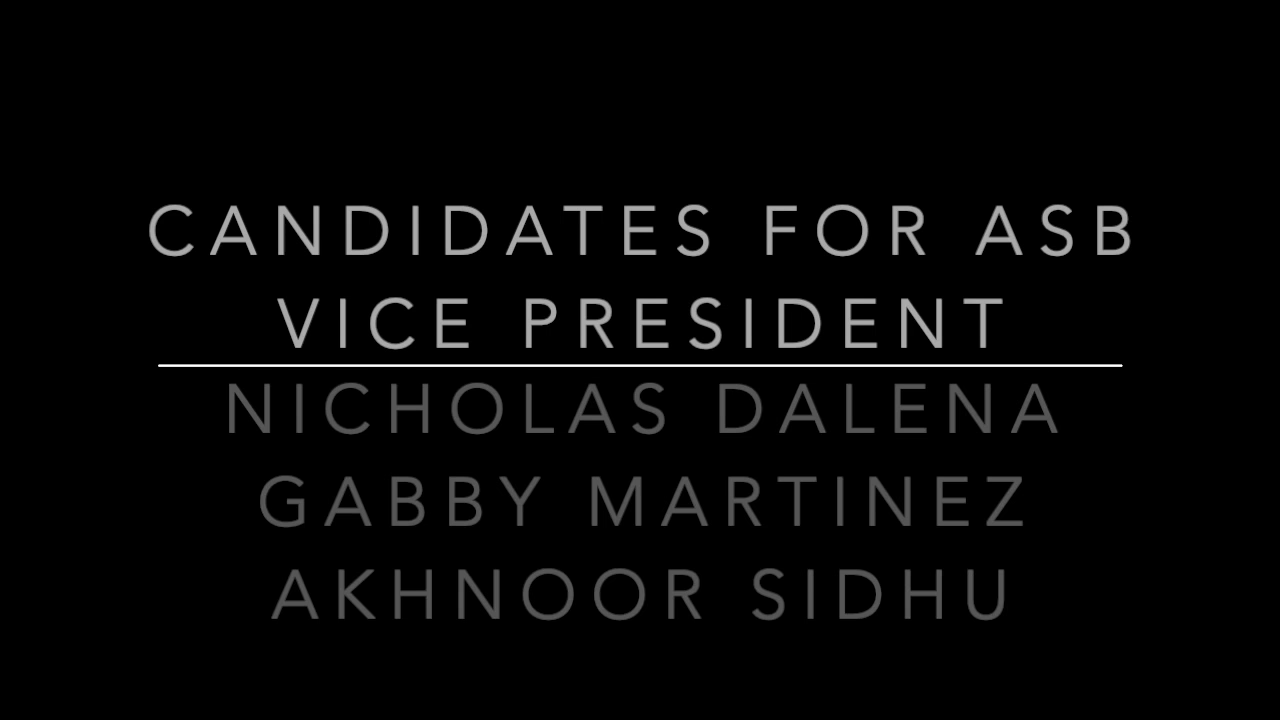 CANDIDATES FOR ASB
VICE PRESIDENT
NICHOLAS DALENA
GABBY MARTINEZ
AKHNOOR SIDHU